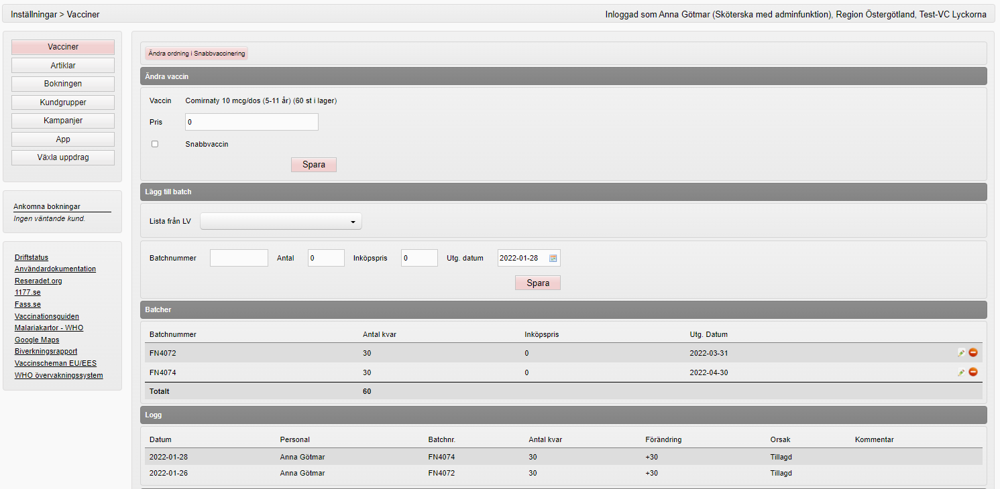 Inställningar > Vacciner
Inloggad som Anna Götmar (Sköterska med adminfunktion), Region Östergötland, Test-VC Lyckorna
Vacciner
Artiklar
Bokningen
Kundgrupper
Kampanjer
App
Växla uppdrag
Ankomna bokningar
Ingen väntande kund.
Driftstatus
Användardokumentation
Reseradet.org
1177.se
Fass.se
Vaccinationsguiden
Malariakartor - WHO
Google Maps
Biverkningsrapport
Vaccinscheman EU/EES
WHO övervakningssystem
Ändra ordning i Snabbvaccinering
Ändra vaccin
Vaccin Comirnaty 10 mcg/dos (5-11 år) (60 st i lager)
Pris 0
Snabbvaccin
Spara
Lägg till batch
Lista från LV
Batchnummer Antal 0 Inköpspris 0 Utg. datum 2022-01-28
Spara
Batcher
Batchnummer Antal kvar Inköpspris Utg. Datum
FN4072 30 0 2022-03-31
FN4074 30 0 2022-04-30
Totalt 60
Logg
Datum Personal Batchnr. Antal kvar Förändring Orsak Kommentar
2022-01-28 Anna Götmar FN4074 30 +30 Tillagd
2022-01-26 Anna Götmar FN4072 30 +30 Tillagd